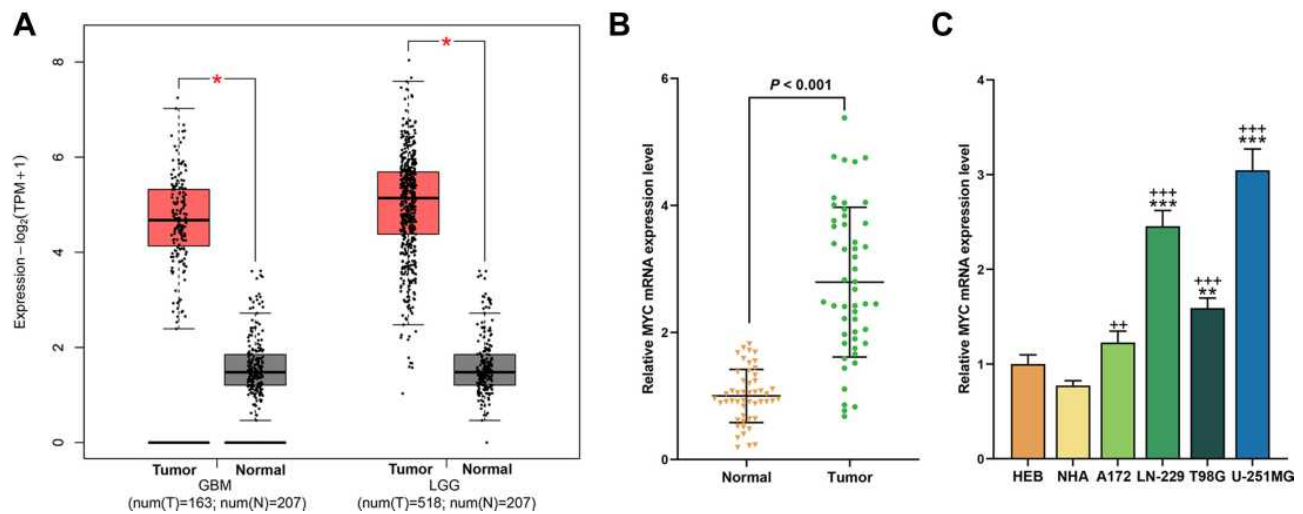 A
Expression – log2(TPM + 1)
8
6
4
2
0
*
*
Tumor Normal Tumor Normal
GBM LGG
(num(T)=163; num(N)=207) (num(T)=518; num(N)=207)
B
Relative MYC mRNA expression level
6
4
2
0
P < 0.001
Normal Tumor
C
Relative MYC mRNA expression level
4
3
2
1
0
++
+++
***
+++
**
+++
***
HEB NHA A172 LN-229 T98G U-251MG